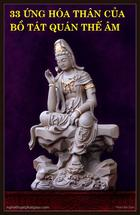 33 ỨNG HÓA THÂN CỦA
BỒ TÁT QUÁN THẾ ÂM